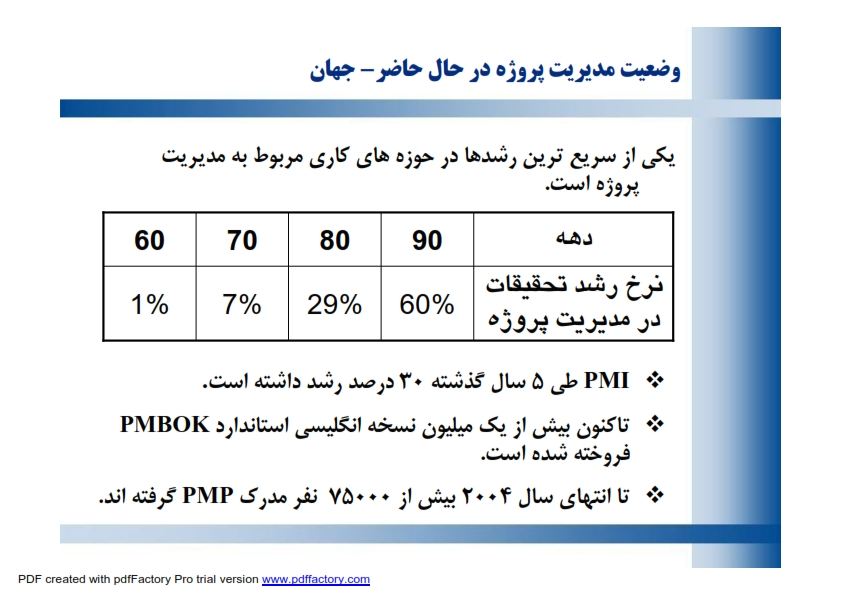 وضعیت مدیریت پروژه در حال حاضر– جهان
یکی از سریع ترین رشدها در حوزه های کاری مربوط به مدیریت
پروژه است.
دهه 90 80 70 60
نرخ رشد تحقیقات
در مدیریت پروژه 60% 29% 7% 1%
❖ PMI طی ۵ سال گذشته ۳۰ درصد رشد داشته است.
❖ تاکنون بیش از یک میلیون نسخه انگلیسی استاندارد PMBOK
فروخته شده است.
❖ تا انتهای سال ۲۰۰۴ بیش از ۷۵۰۰۰ نفر مدرک PMP گرفته اند.
PDF created with pdfFactory Pro trial version www.pdffactory.com